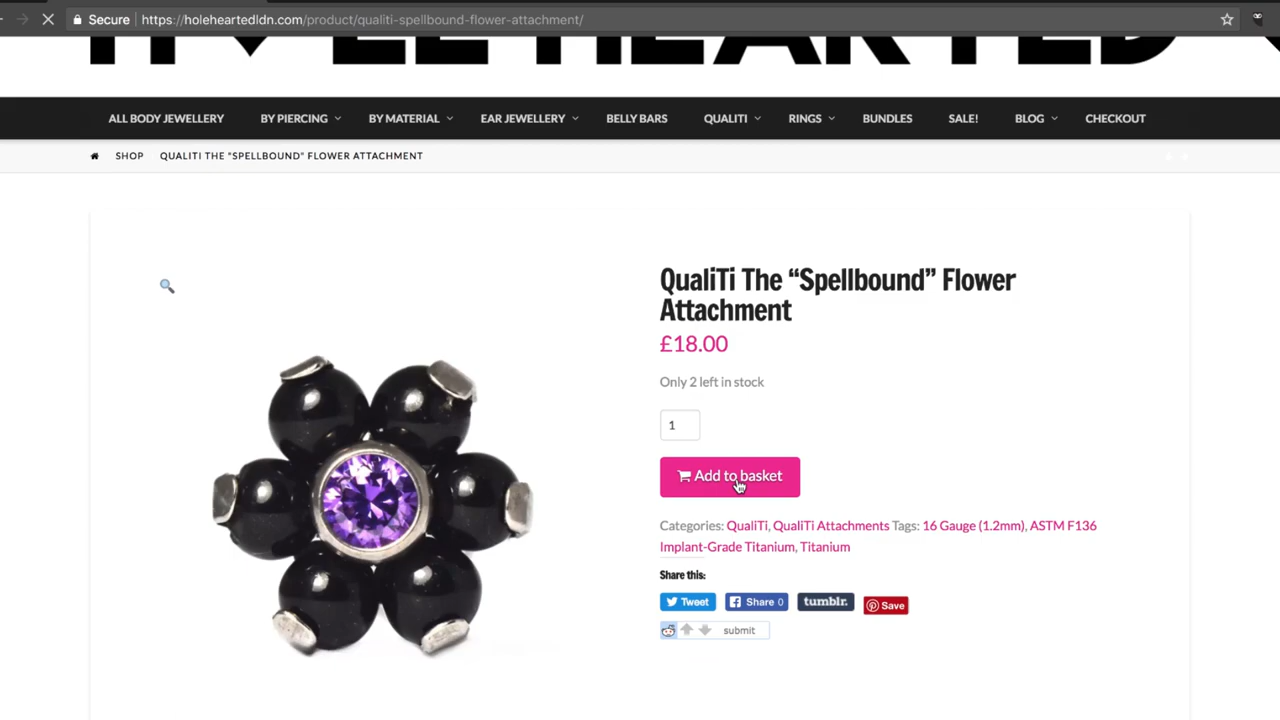 Secure https://holeheartedldn.com/product/qualiti-spellbound-flower-attachment/
HOLE HEARTED
ALL BODY JEWELLERY BY PIERCING BY MATERIAL EAR JEWELLERY BELLY BARS QUALITI RINGS BUNDLES SALE! BLOG CHECKOUT
SHOP QUALITI THE "SPELLBOUND" FLOWER ATTACHMENT
QualiTi The “Spellbound” Flower
Attachment
£18.00
Only 2 left in stock
1
Add to basket
Categories: QualiTi, QualiTi Attachments Tags: 16 Gauge (1.2mm), ASTM F136
Implant-Grade Titanium, Titanium
Share this:
Tweet Share 0 tumblr. Save
submit